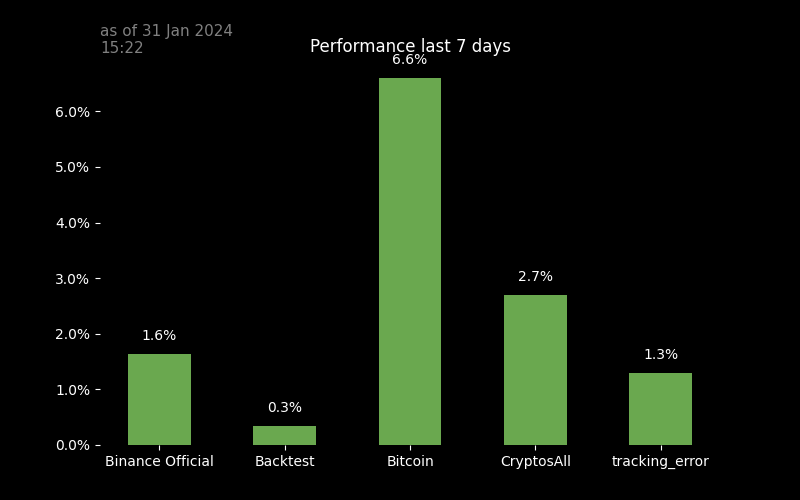 as of 31 Jan 2024
15:22
Performance last 7 days
6.6%
6.0%
5.0%
4.0%
3.0%
2.0%
1.0%
0.0%
1.6%
0.3%
2.7%
1.3%
Binance Official
Backtest
Bitcoin
CryptosAll
tracking_error